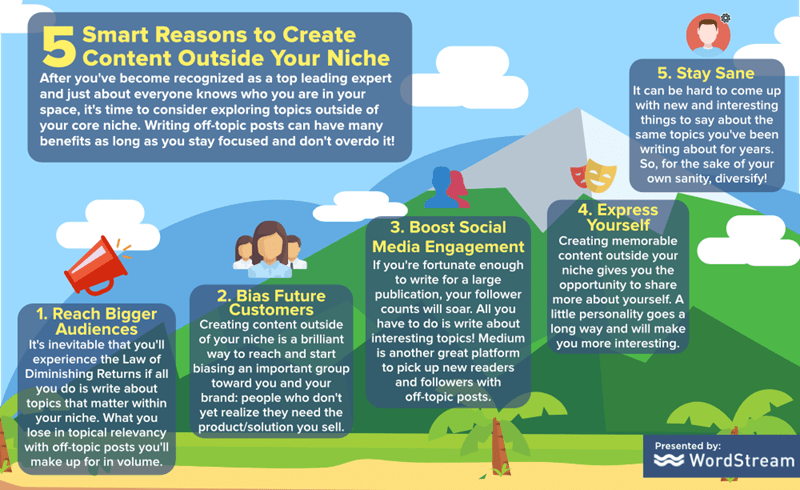 5 Smart Reasons to Create
Content Outside Your Niche
After you've become recognized as a top leading expert
and just about everyone knows who you are in your
space, it's time to consider exploring topics outside of
your core niche. Writing off-topic posts can have many
benefits as long as you stay focused and don't overdo it!
1. Reach Bigger
Audiences
It's inevitable that you'll
experience the Law of
Diminishing Returns if all
you do is write about
topics that matter within
your niche. What you
lose in topical relevancy
with off-topic posts you'll
make up for in volume.
2. Bias Future
Customers
Creating content outside
of your niche is a brilliant
way to reach and start
biasing an important group
toward you and your
brand: people who don't
yet realize they need the
product/solution you sell.
3. Boost Social
Media Engagement
If you're fortunate enough
to write for a large
publication, your follower
counts will soar. All you
have to do is write about
interesting topics! Medium
is another great platform
to pick up new readers
and followers with
off-topic posts.
4. Express
Yourself
Creating memorable
content outside your
niche gives you the
opportunity to share
more about yourself. A
little personality goes a
long way and will make
you more interesting.
5. Stay Sane
It can be hard to come up
with new and interesting
things to say about the
same topics you've been
writing about for years.
So, for the sake of your
own sanity, diversify!
Presented by:
WordStream